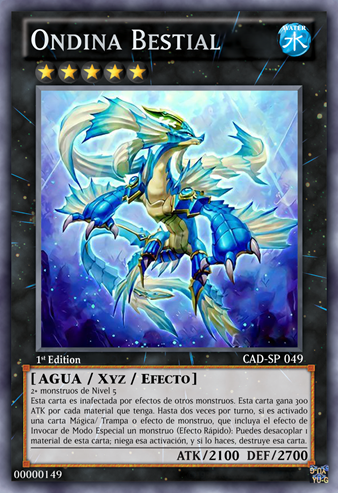 ONDINA BESTIAL
WATER
水
1st Edition
CAD-SP 049
[ AGUA / XYZ / EFECTO ]
2+ monstruos de Nivel 5
Esta carta es inafectada por efectos de otros monstruos. Esta carta gana 300
ATK por cada material que tenga. Hasta dos veces por turno, si es activado
una carta Mágica/ Trampa o efecto de monstruo, que incluya el efecto de
Invocar de Modo Especial un monstruo (Efecto Rápido): Puedes desacoplar 1
material de esta carta; niega esa activación, y si lo haces, destruye esa carta.
ATK/2100 DEF/2700
00000149